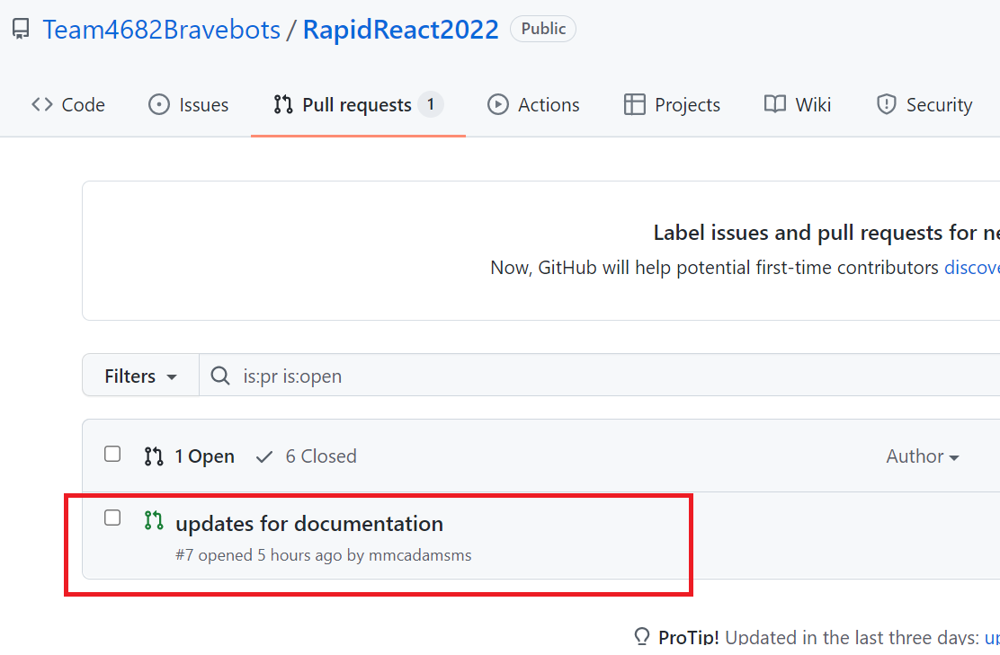 Team4682Bravebots / RapidReact2022 Public
Code Issues Pull requests 1 Actions Projects Wiki Security
Label issues and pull requests for ne
Now, GitHub will help potential first-time contributors discove
Filters is:pr is:open
1 Open 6 Closed Author
updates for documentation
#7 opened 5 hours ago by mmcadamsms
ProTip! Updated in the last three days: up